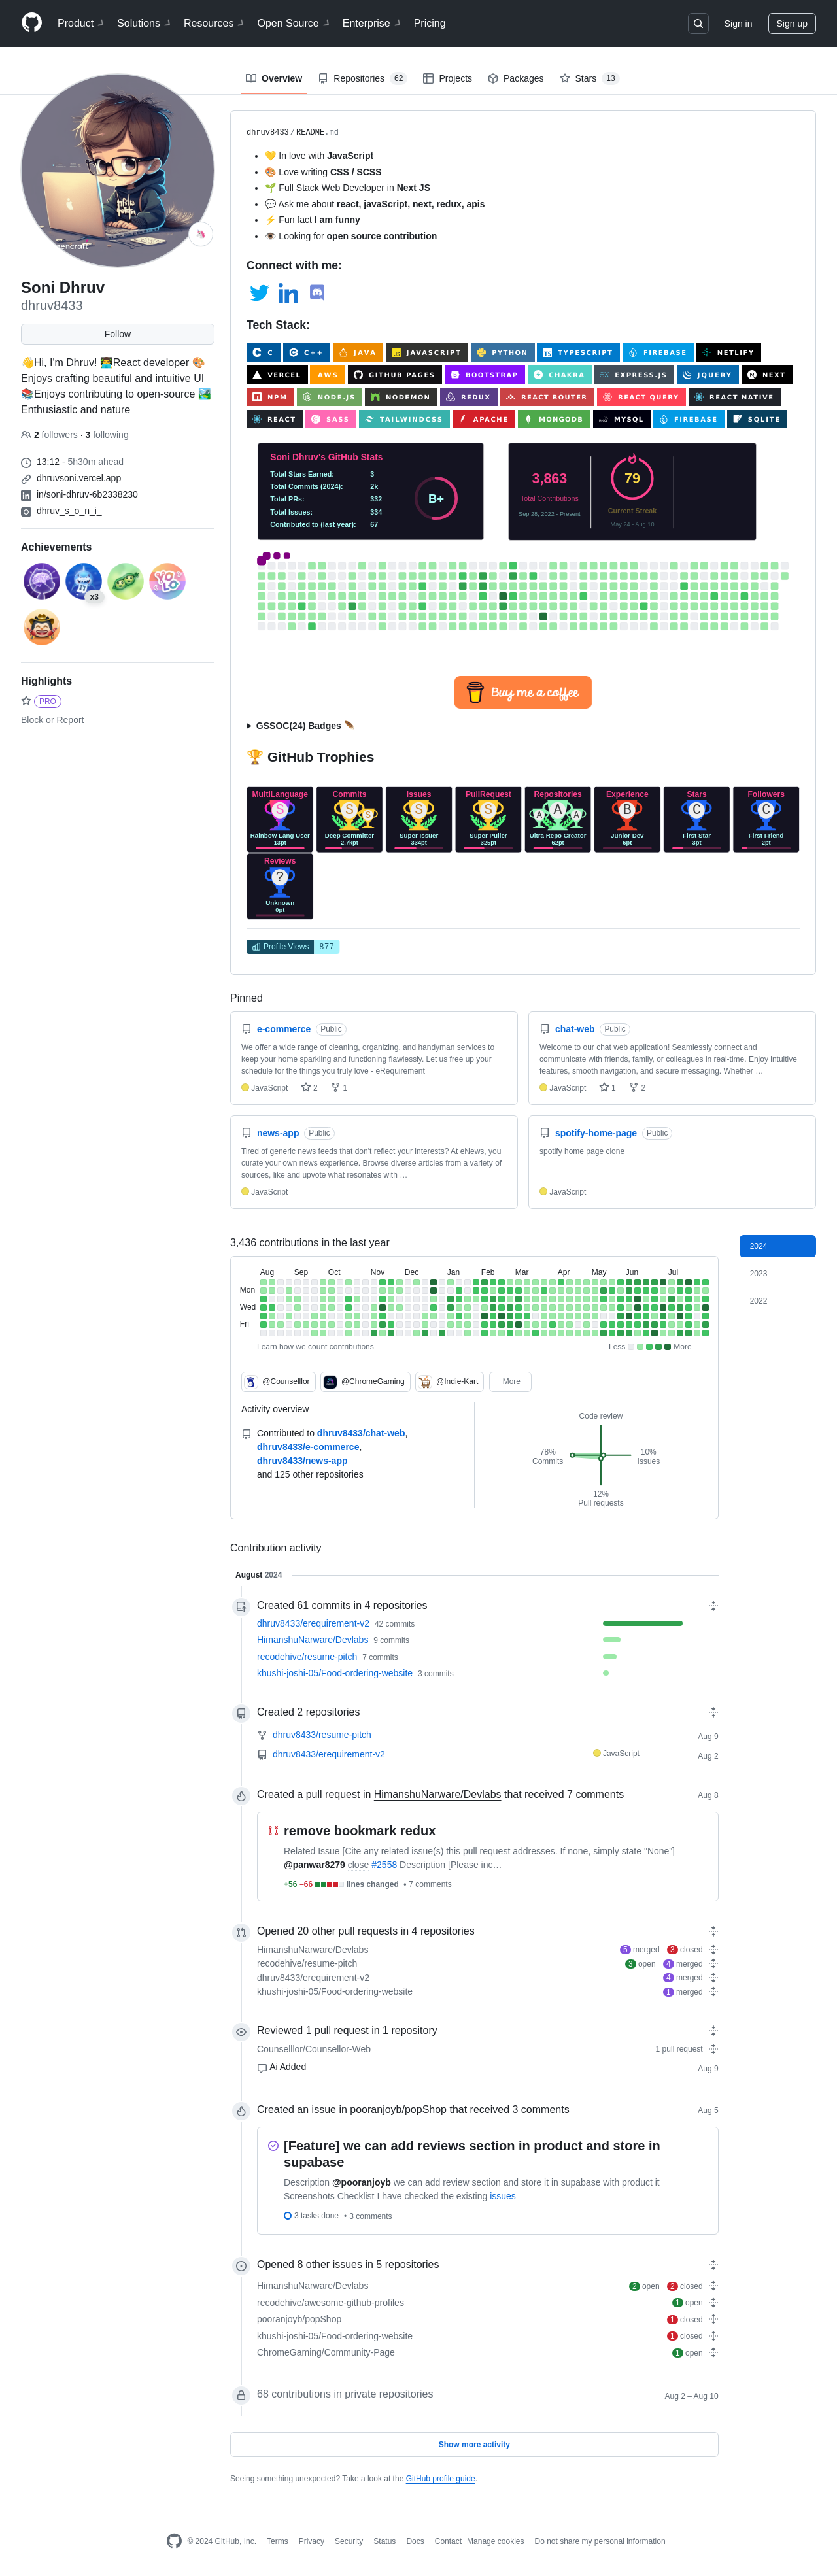 Product Solutions Resources Open Source Enterprise Pricing Sign in Sign up
Overview Repositories 62 Projects Packages Stars 13
Soni Dhruv
dhruv8433
Follow
👋Hi, I'm Dhruv! 👨‍💻React developer 🎨
Enjoys crafting beautiful and intuitive UI
📚Enjoys contributing to open-source 🏞️
Enthusiastic and nature
2 followers · 3 following
13:12 - 5h30m ahead
dhruvsoni.vercel.app
in/soni-dhruv-6b2338230
dhruv_s_o_n_i_
Achievements
x3
YOLO
Highlights
PRO
Block or Report
dhruv8433/README.md
💛 In love with JavaScript
🎨 Love writing CSS / SCSS
🌱 Full Stack Web Developer in Next JS
💬 Ask me about react, javaScript, next, redux, apis
⚡ Fun fact I am funny
👁️ Looking for open source contribution
Connect with me:
Tech Stack:
C C++ JAVA JAVASCRIPT PYTHON TYPESCRIPT FIREBASE NETLIFY
VERCEL AWS GITHUB PAGES BOOTSTRAP CHAKRA EXPRESS.JS JQUERY NEXT
NPM NODE.JS NODEMON REDUX REACT ROUTER REACT QUERY REACT NATIVE
REACT SASS TAILWINDCSS APACHE MONGODB MYSQL FIREBASE SQLITE
Soni Dhruv's GitHub Stats
Total Stars Earned: 3
Total Commits (2024): 2k
Total PRs: 332
Total Issues: 334
Contributed to (last year): 67
B+
3,863
Total Contributions
Sep 28, 2022 - Present
79
Current Streak
May 24 - Aug 10
Buy me a coffee
GSSOC(24) Badges 🪶
🏆 GitHub Trophies
MultiLanguage S Rainbow Lang User 13pt
Commits S Deep Committer 2.7kpt
Issues S Super Issuer 334pt
PullRequest S Super Puller 325pt
Repositories A A A Ultra Repo Creator 62pt
Experience B Junior Dev 6pt
Stars C First Star 3pt
Followers C First Friend 2pt
Reviews ? Unknown 0pt
Profile Views 877
Pinned
e-commerce Public
We offer a wide range of cleaning, organizing, and handyman services to
keep your home sparkling and functioning flawlessly. Let us free up your
schedule for the things you truly love - eRequirement
JavaScript 2 1
chat-web Public
Welcome to our chat web application! Seamlessly connect and
communicate with friends, family, or colleagues in real-time. Enjoy intuitive
features, smooth navigation, and secure messaging. Whether …
JavaScript 1 2
news-app Public
Tired of generic news feeds that don't reflect your interests? At eNews, you
curate your own news experience. Browse diverse articles from a variety of
sources, like and upvote what resonates with …
JavaScript
spotify-home-page Public
spotify home page clone
JavaScript
3,436 contributions in the last year
2024
2023
2022
Aug Sep Oct Nov Dec Jan Feb Mar Apr May Jun Jul
Mon
Wed
Fri
Learn how we count contributions Less More
@Counselllor @ChromeGaming @Indie-Kart More
Activity overview
Contributed to dhruv8433/chat-web,
dhruv8433/e-commerce,
dhruv8433/news-app
and 125 other repositories
Code review
78%
Commits
10%
Issues
12%
Pull requests
Contribution activity
August 2024
Created 61 commits in 4 repositories
dhruv8433/erequirement-v2 42 commits
HimanshuNarware/Devlabs 9 commits
recodehive/resume-pitch 7 commits
khushi-joshi-05/Food-ordering-website 3 commits
Created 2 repositories
dhruv8433/resume-pitch Aug 9
dhruv8433/erequirement-v2 JavaScript Aug 2
Created a pull request in HimanshuNarware/Devlabs that received 7 comments Aug 8
remove bookmark redux
Related Issue [Cite any related issue(s) this pull request addresses. If none, simply state "None"]
@panwar8279 close #2558 Description [Please inc…
+56 −66 lines changed • 7 comments
Opened 20 other pull requests in 4 repositories
HimanshuNarware/Devlabs 5 merged 3 closed
recodehive/resume-pitch 3 open 4 merged
dhruv8433/erequirement-v2 4 merged
khushi-joshi-05/Food-ordering-website 1 merged
Reviewed 1 pull request in 1 repository
Counselllor/Counsellor-Web 1 pull request
Ai Added Aug 9
Created an issue in pooranjoyb/popShop that received 3 comments Aug 5
[Feature] we can add reviews section in product and store in
supabase
Description @pooranjoyb we can add review section and store it in supabase with product it
Screenshots Checklist I have checked the existing issues
3 tasks done • 3 comments
Opened 8 other issues in 5 repositories
HimanshuNarware/Devlabs 2 open 2 closed
recodehive/awesome-github-profiles 1 open
pooranjoyb/popShop 1 closed
khushi-joshi-05/Food-ordering-website 1 closed
ChromeGaming/Community-Page 1 open
68 contributions in private repositories Aug 2 – Aug 10
Show more activity
Seeing something unexpected? Take a look at the GitHub profile guide.
© 2024 GitHub, Inc. Terms Privacy Security Status Docs Contact Manage cookies Do not share my personal information